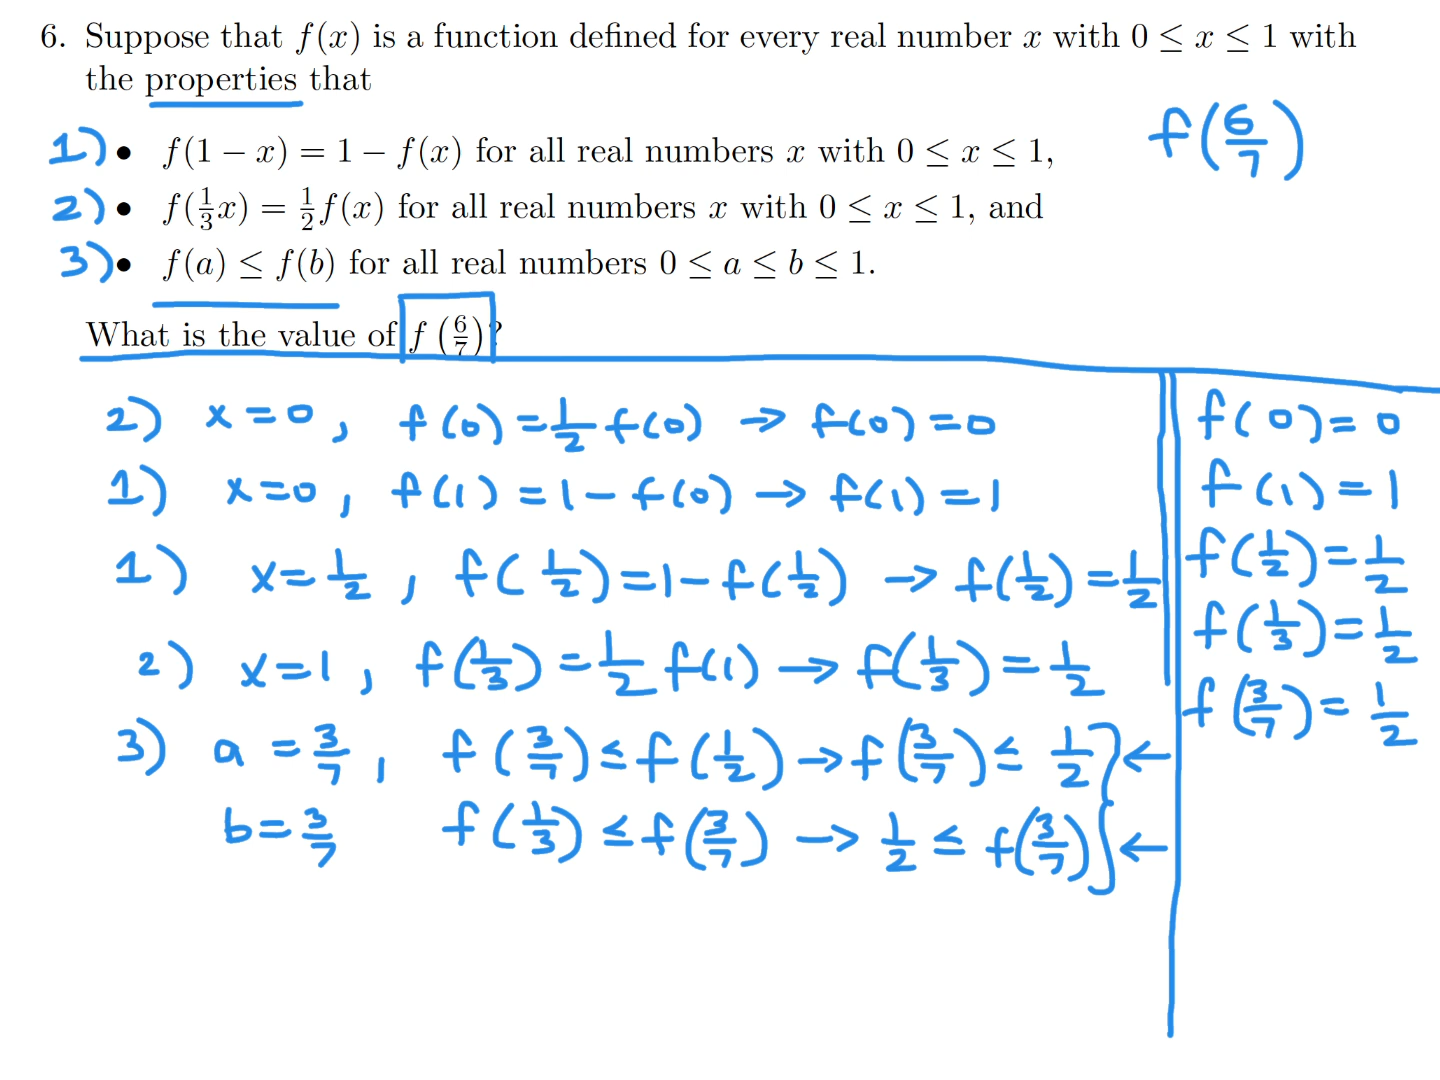 6. Suppose that f(x) is a function defined for every real number x with 0 ≤ x ≤ 1 with
the properties that
1) • f(1 − x) = 1 − f(x) for all real numbers x with 0 ≤ x ≤ 1,
f(6/7)
2) • f(1/3 x) = 1/2 f(x) for all real numbers x with 0 ≤ x ≤ 1, and
3) • f(a) ≤ f(b) for all real numbers 0 ≤ a ≤ b ≤ 1.
What is the value of f(6/7)?
2) x=0, f(0)=1/2 f(0) → f(0)=0
1) x=0, f(1)=1−f(0) → f(1)=1
1) x=1/2, f(1/2)=1−f(1/2) → f(1/2)=1/2
2) x=1, f(1/3)=1/2 f(1) → f(1/3)=1/2
3) a=3/7, f(3/7)≤f(1/2) → f(3/7)≤1/2 } ←
b=3/7 f(1/3)≤f(3/7) → 1/2≤f(3/7) } ←
f(0)=0
f(1)=1
f(1/2)=1/2
f(1/3)=1/2
f(3/7)=1/2